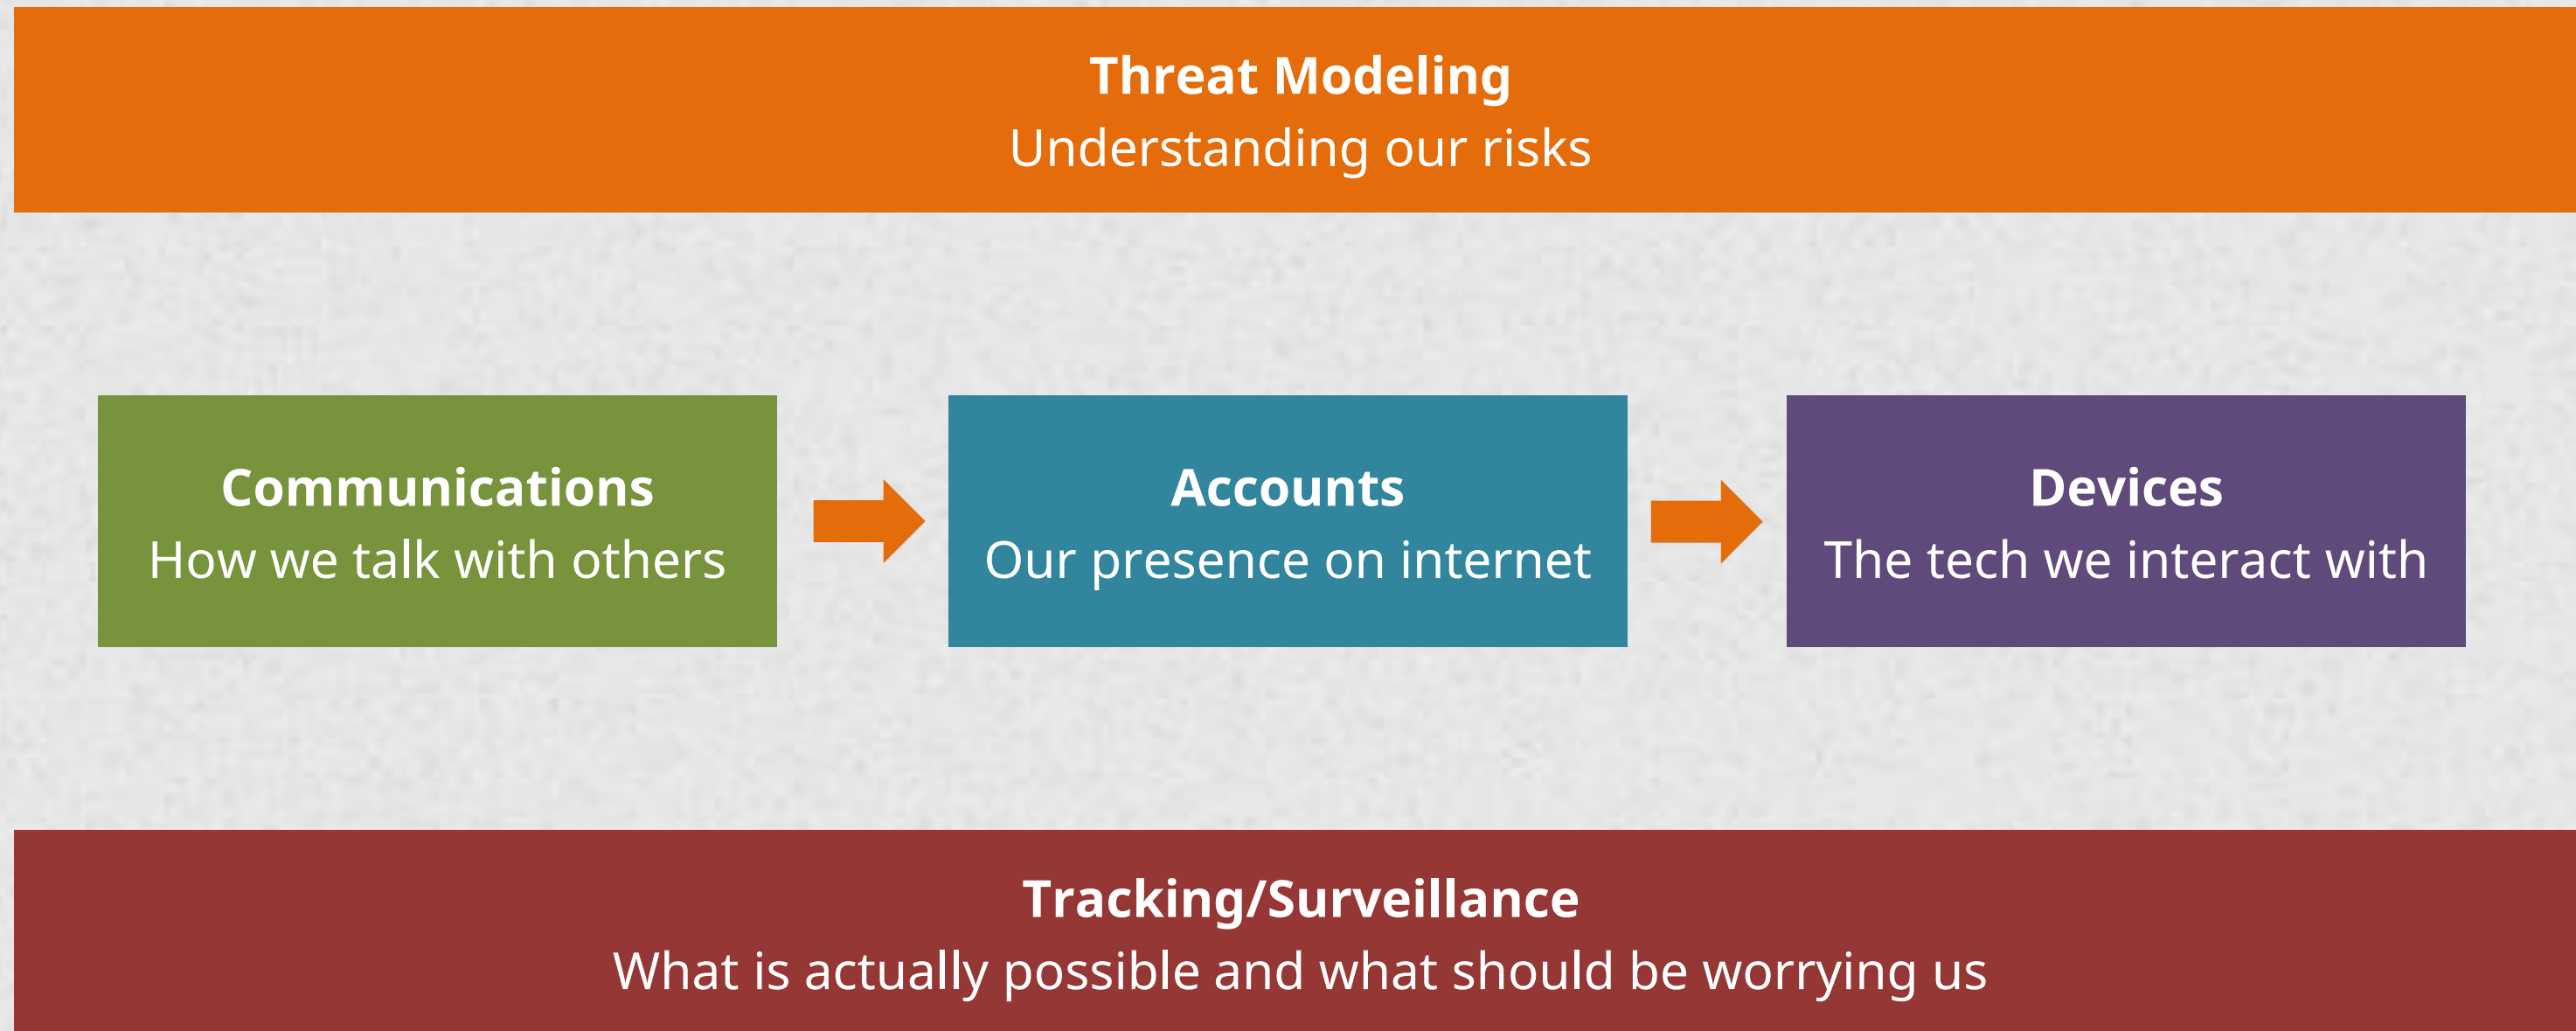 Threat Modeling
Understanding our risks
Communications
How we talk with others
Accounts
Our presence on internet
Devices
The tech we interact with
Tracking/Surveillance
What is actually possible and what should be worrying us